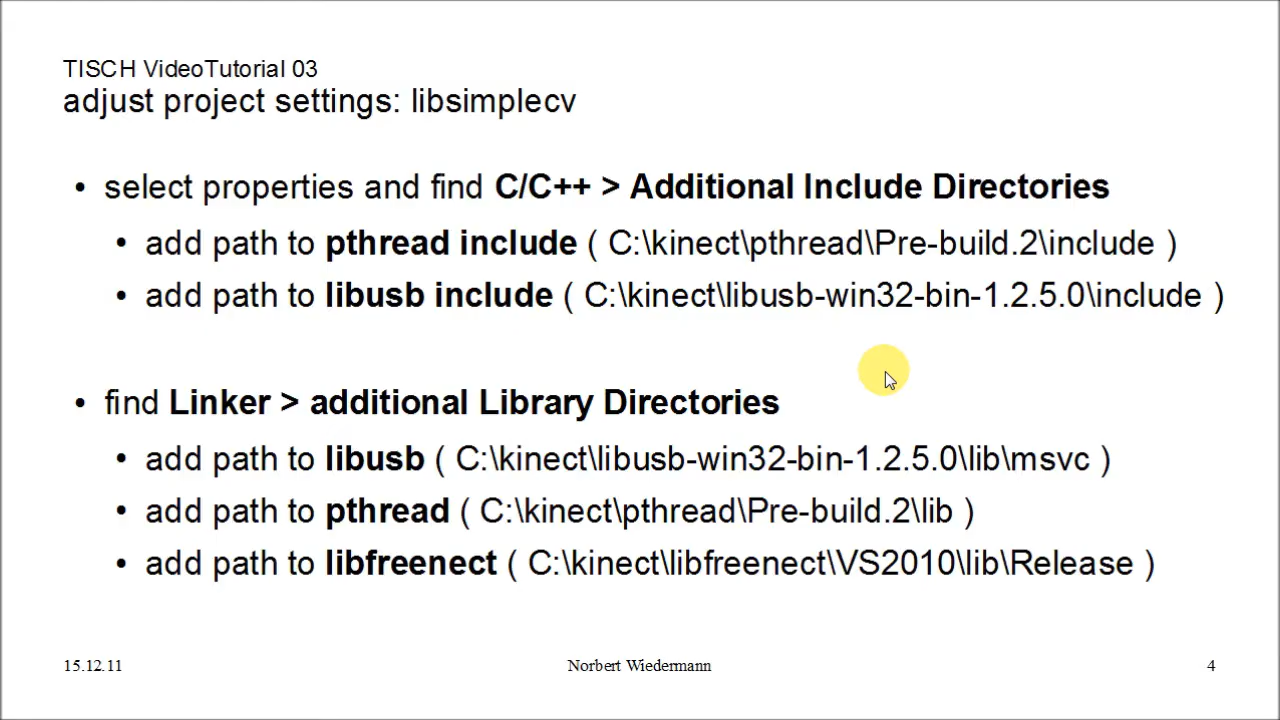 TISCH VideoTutorial 03
adjust project settings: libsimplecv
• select properties and find C/C++ > Additional Include Directories
• add path to pthread include ( C:\kinect\pthread\Pre-build.2\include )
• add path to libusb include ( C:\kinect\libusb-win32-bin-1.2.5.0\include )
• find Linker > additional Library Directories
• add path to libusb ( C:\kinect\libusb-win32-bin-1.2.5.0\lib\msvc )
• add path to pthread ( C:\kinect\pthread\Pre-build.2\lib )
• add path to libfreenect ( C:\kinect\libfreenect\VS2010\lib\Release )
15.12.11 Norbert Wiedermann 4